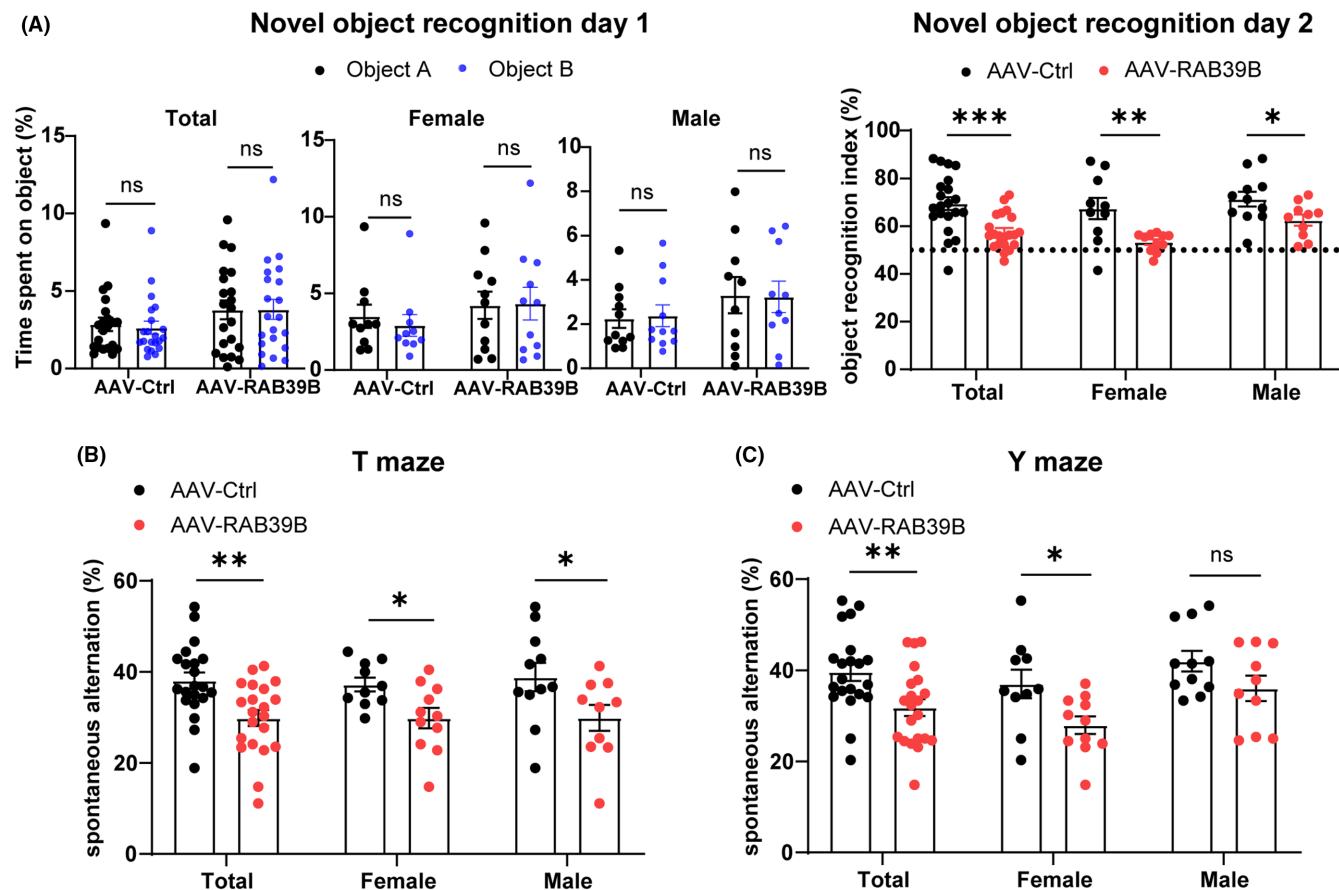 (A)
Novel object recognition day 1
Object A Object B
Total Female Male
Time spent on object (%)
15
10
5
0
ns ns
AAV-Ctrl AAV-RAB39B
15
10
5
0
ns ns
AAV-Ctrl AAV-RAB39B
10
8
6
4
2
0
ns ns
AAV-Ctrl AAV-RAB39B
Novel object recognition day 2
AAV-Ctrl AAV-RAB39B
object recognition index (%)
100
80
60
40
20
0
*** ** *
Total Female Male
(B)
T maze
AAV-Ctrl
AAV-RAB39B
spontaneous alternation (%)
60
40
20
0
** * *
Total Female Male
(C)
Y maze
AAV-Ctrl
AAV-RAB39B
spontaneous alternation (%)
60
40
20
0
** * ns
Total Female Male